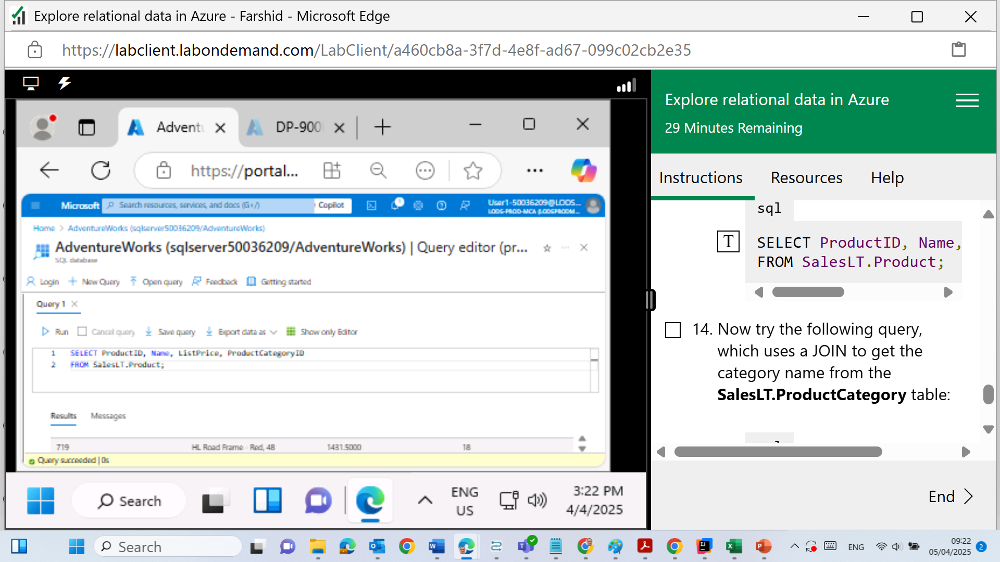 Explore relational data in Azure - Farshid - Microsoft Edge
https://labclient.labondemand.com/LabClient/a460cb8a-3f7d-4e8f-ad67-099c02cb2e35
Adventu
DP-900
https://portal...
Microsoft
Search resources, services, and docs (G+/)
Copilot
1
User1-50036209@LODS...
LODS-PROD-MCA (LODSPRODM...
Home > AdventureWorks (sqlserver50036209/AdventureWorks)
AdventureWorks (sqlserver50036209/AdventureWorks) | Query editor (pr...
SQL database
Login
New Query
Open query
Feedback
Getting started
Query 1
Run
Cancel query
Save query
Export data as
Show only Editor
1 SELECT ProductID, Name, ListPrice, ProductCategoryID
2 FROM SalesLT.Product;
Results
Messages
719 HL Road Frame - Red, 48 1431.5000 18
Query succeeded | 0s
Search
ENG
US
3:22 PM
4/4/2025
Explore relational data in Azure
29 Minutes Remaining
Instructions
Resources
Help
sql
T
SELECT ProductID, Name,
FROM SalesLT.Product;
14. Now try the following query,
which uses a JOIN to get the
category name from the
SalesLT.ProductCategory table:
End
Search
ENG
09:22
05/04/2025
2